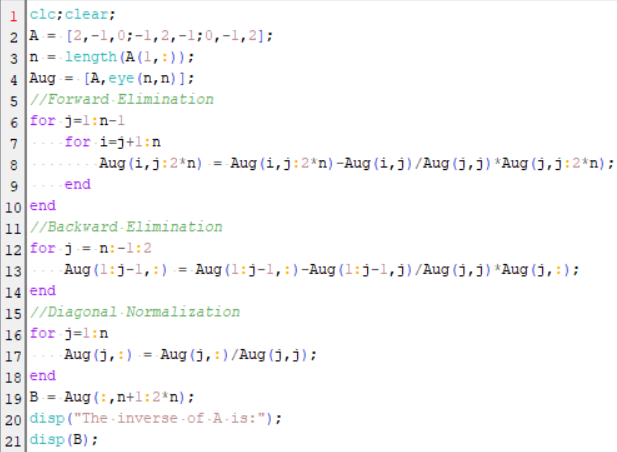 1 clc;clear;
2 A = [2,-1,0;-1,2,-1;0,-1,2];
3 n = length(A(1,:));
4 Aug = [A,eye(n,n)];
5 //Forward Elimination
6 for j=1:n-1
7     for i=j+1:n
8         Aug(i,j:2*n) = Aug(i,j:2*n)-Aug(i,j)/Aug(j,j)*Aug(j,j:2*n);
9     end
10 end
11 //Backward Elimination
12 for j = n:-1:2
13     Aug(1:j-1,:) = Aug(1:j-1,:)-Aug(1:j-1,j)/Aug(j,j)*Aug(j,:);
14 end
15 //Diagonal Normalization
16 for j=1:n
17     Aug(j,:) = Aug(j,:)/Aug(j,j);
18 end
19 B = Aug(:,n+1:2*n);
20 disp("The inverse of A is:");
21 disp(B);